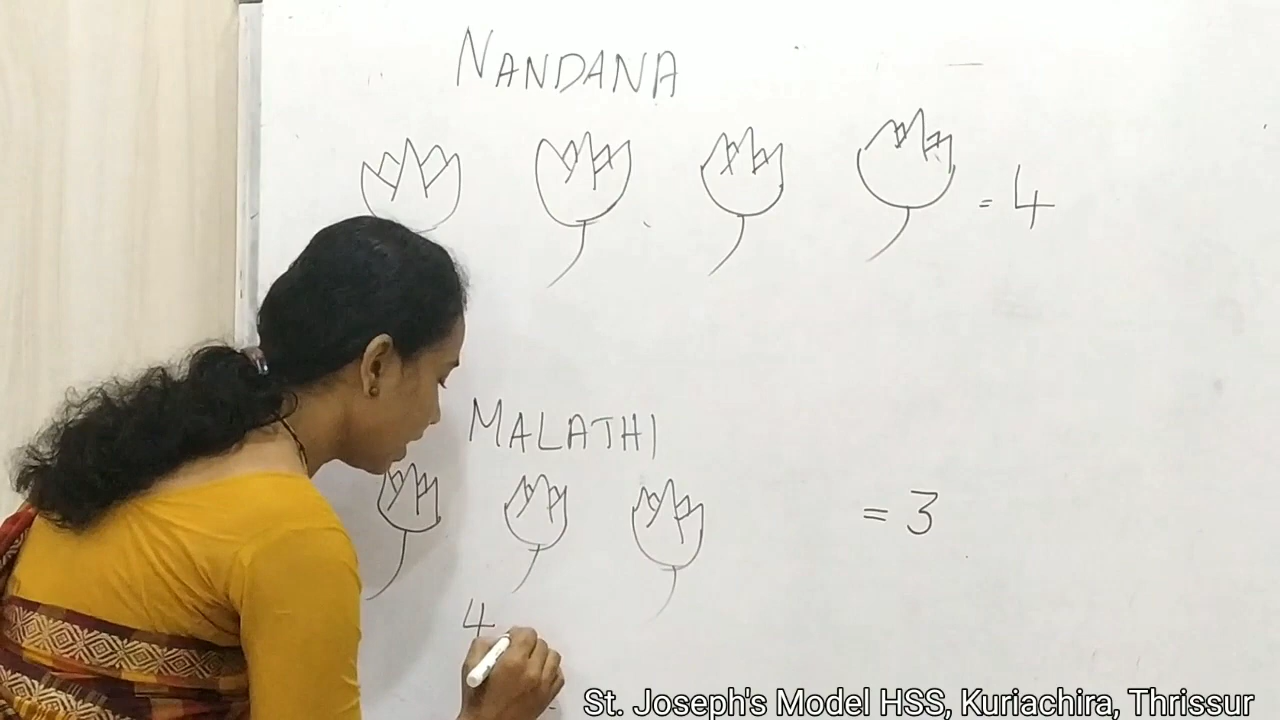 NANDANA
= 4
MALATHI
= 3
4
St. Joseph's Model HSS, Kuriachira, Thrissur